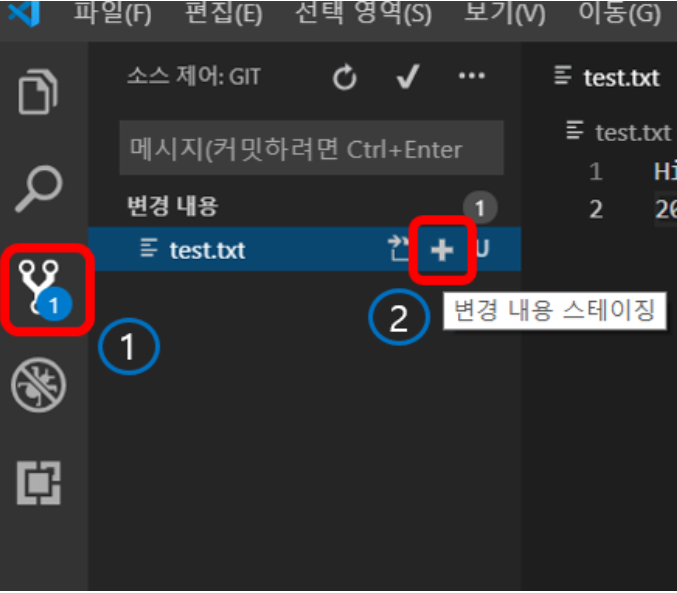 파일(F) 편집(E) 선택 영역(S) 보기(V) 이동(G)
소스 제어: GIT
test.txt
메시지(커밋하려면 Ctrl+Enter
test.txt
변경 내용 1
1 Hi
2 20
test.txt U
1
변경 내용 스테이징
1
2